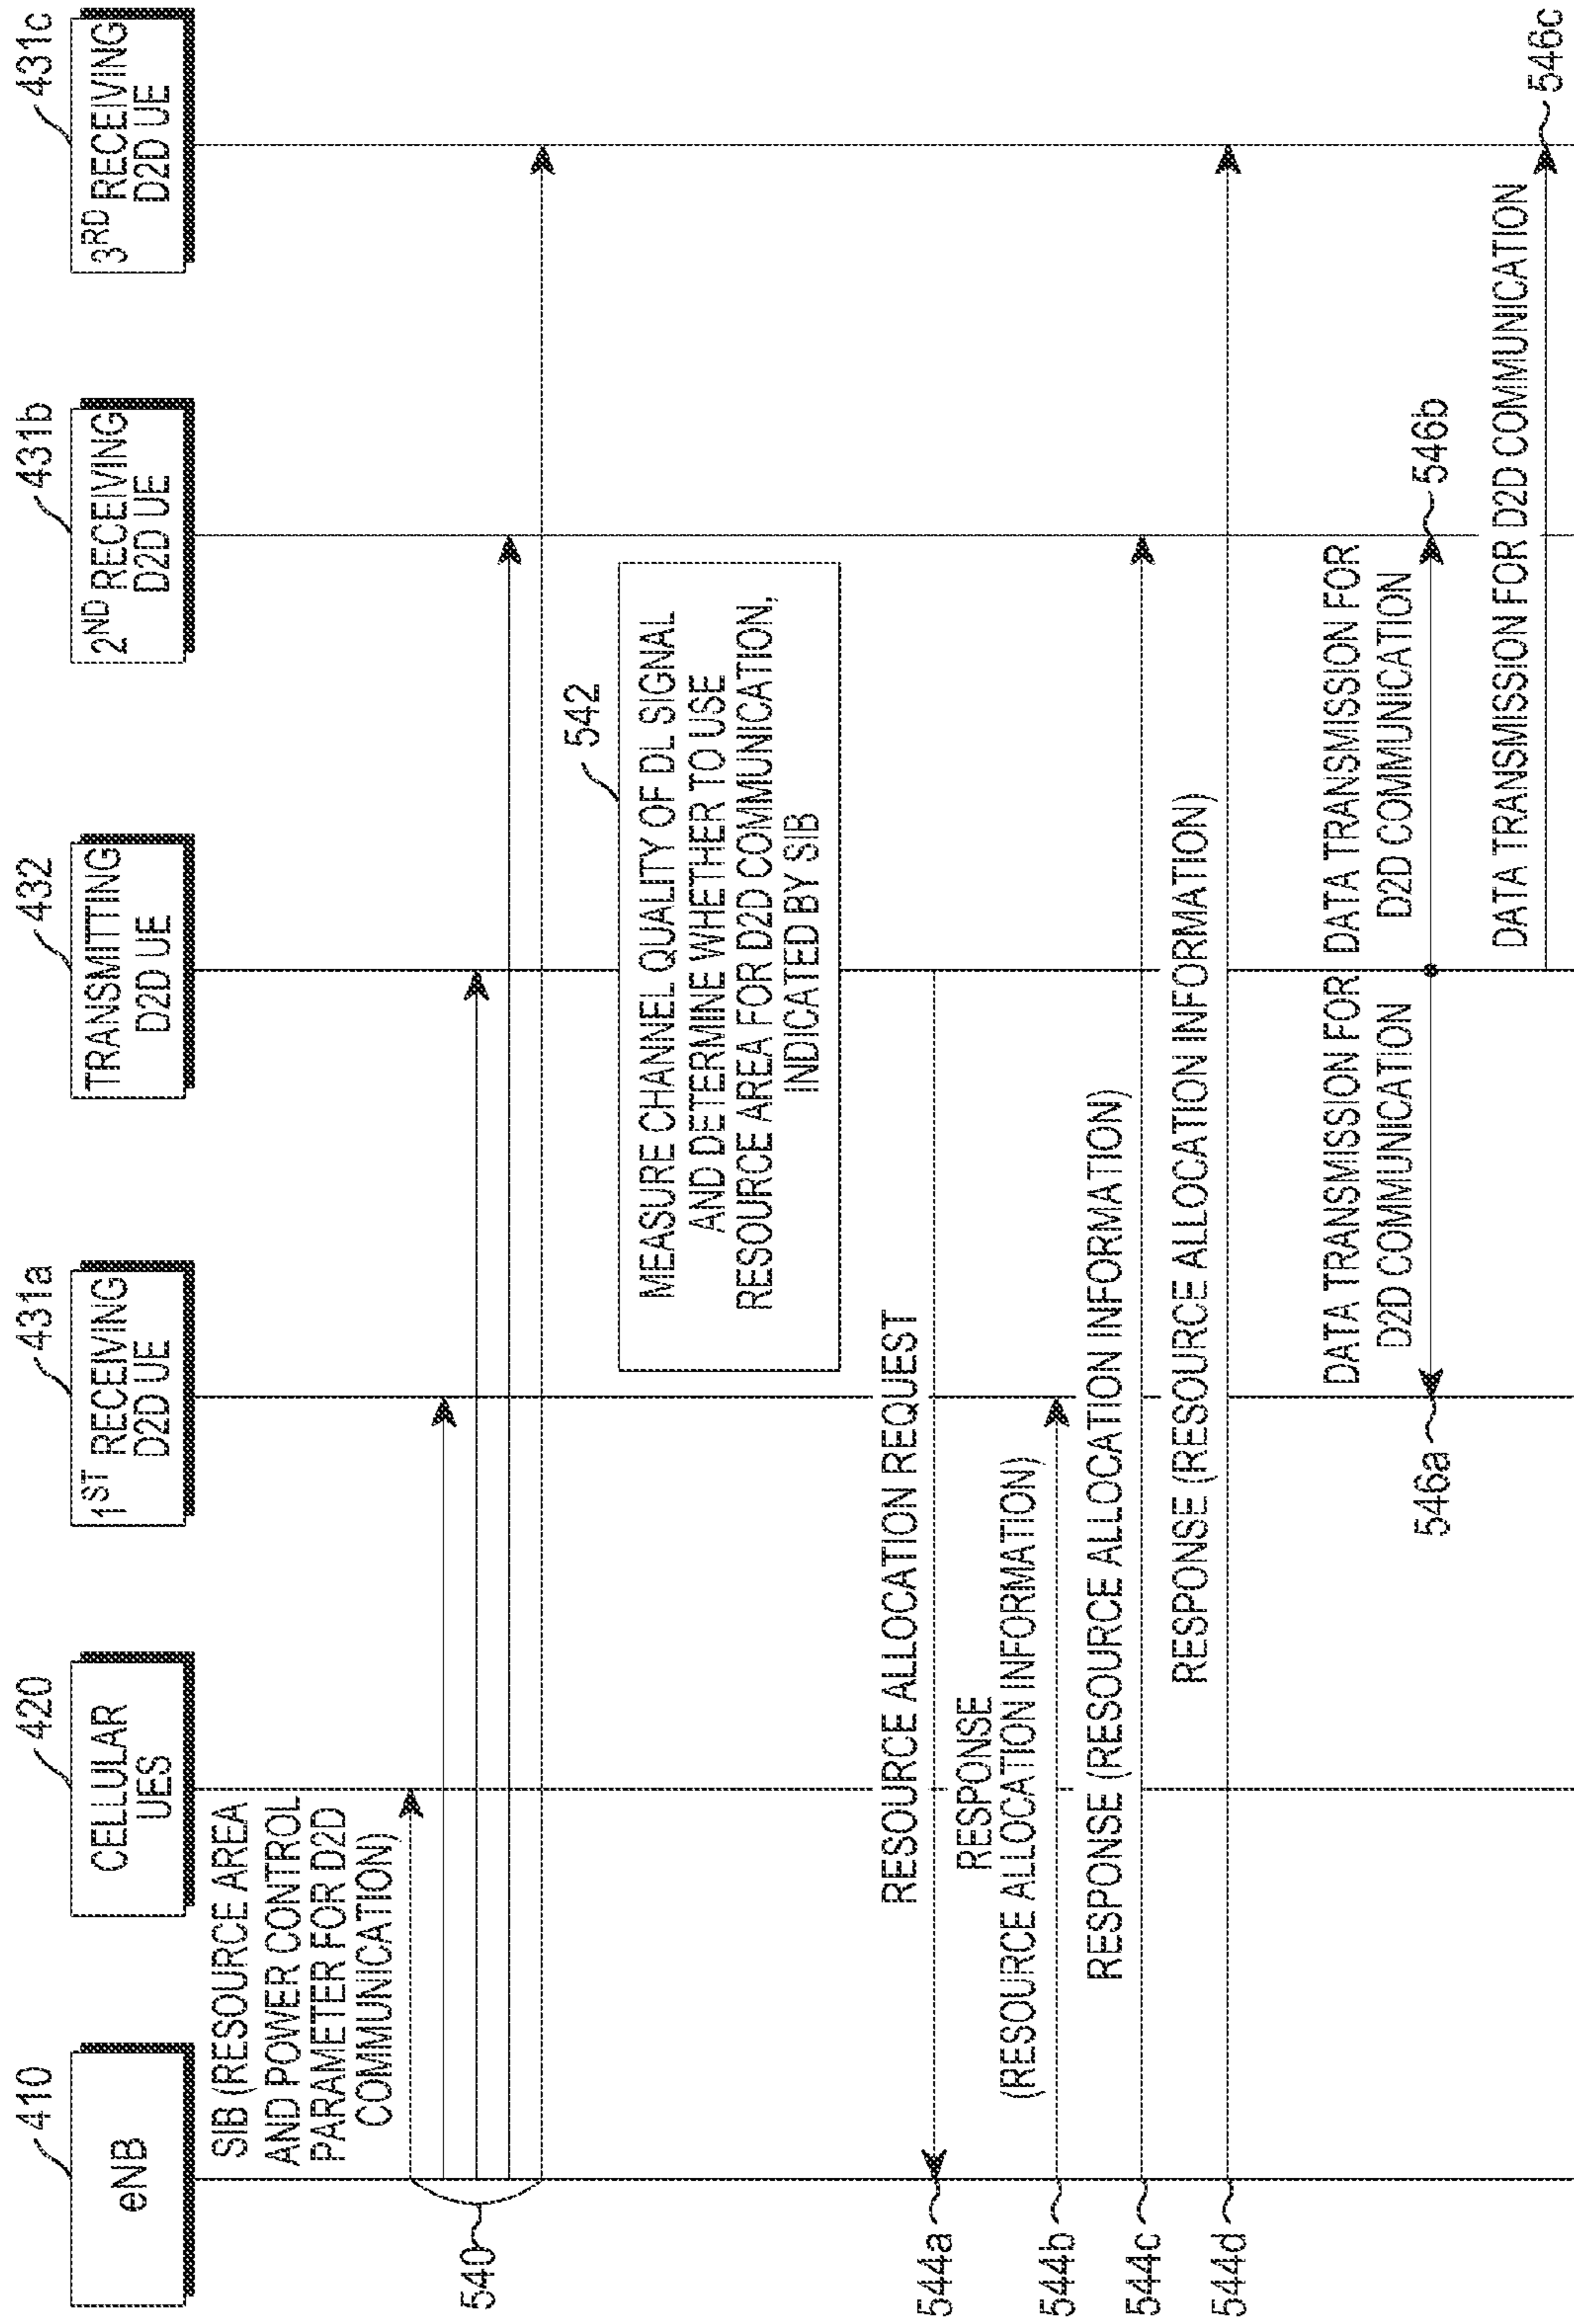 410
eNB
420
CELLULAR
UES
431a
1ST RECEIVING
D2D UE
432
TRANSMITTING
D2D UE
431b
2ND RECEIVING
D2D UE
431c
3RD RECEIVING
D2D UE
SIB (RESOURCE AREA
AND POWER CONTROL
PARAMETER FOR D2D
COMMUNICATION)
540
542
MEASURE CHANNEL QUALITY OF DL SIGNAL
AND DETERMINE WHETHER TO USE
RESOURCE AREA FOR D2D COMMUNICATION,
INDICATED BY SIB
RESOURCE ALLOCATION REQUEST
544a
RESPONSE
(RESOURCE ALLOCATION INFORMATION)
544b
RESPONSE (RESOURCE ALLOCATION INFORMATION)
544c
RESPONSE (RESOURCE ALLOCATION INFORMATION)
544d
DATA TRANSMISSION FOR
D2D COMMUNICATION
546a
DATA TRANSMISSION FOR
D2D COMMUNICATION
546b
DATA TRANSMISSION FOR D2D COMMUNICATION
546c